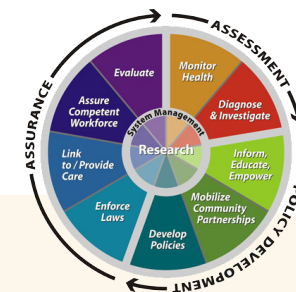 ASSESSMENT
POLICY DEVELOPMENT
ASSURANCE
Monitor
Health
Diagnose
& Investigate
Inform,
Educate,
Empower
Mobilize
Community
Partnerships
Develop
Policies
Enforce
Laws
Link
to / Provide
Care
Assure
Competent
Workforce
Evaluate
System Management
Research